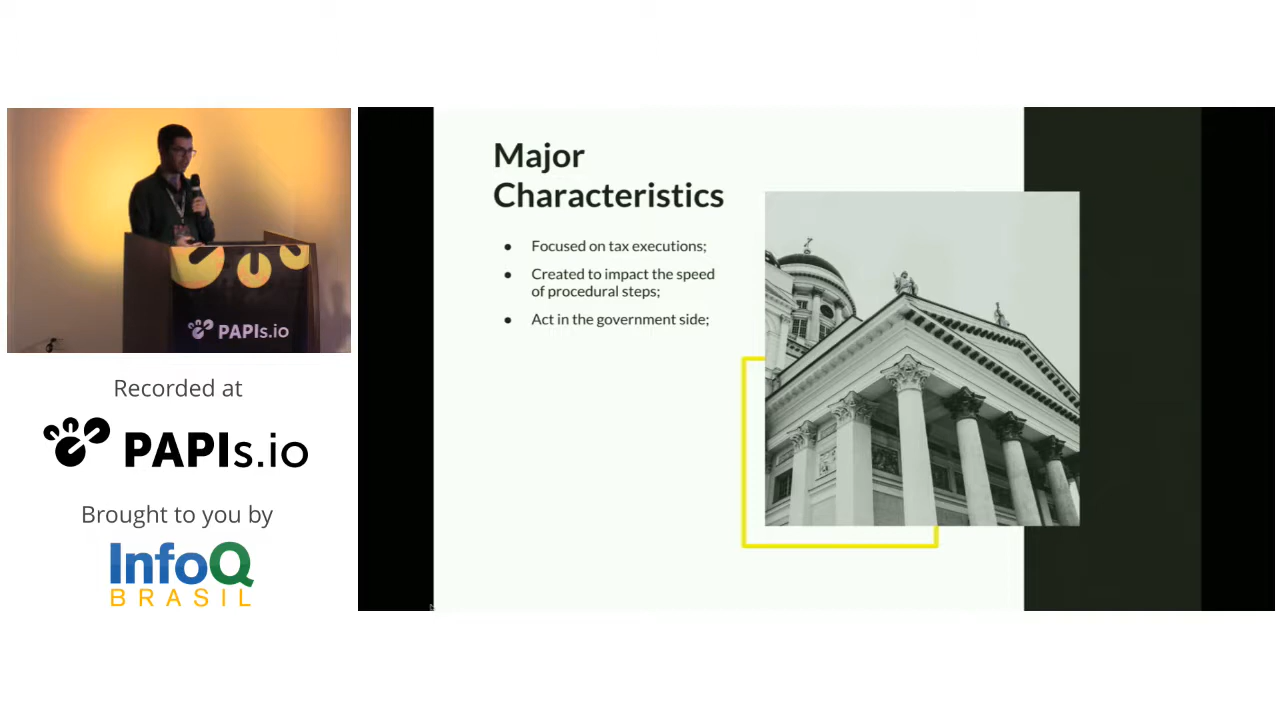 PAPIs.io
Recorded at
PAPIs.io
Brought to you by
InfoQ
BRASIL
Major
Characteristics
● Focused on tax executions;
● Created to impact the speed
of procedural steps;
● Act in the government side;